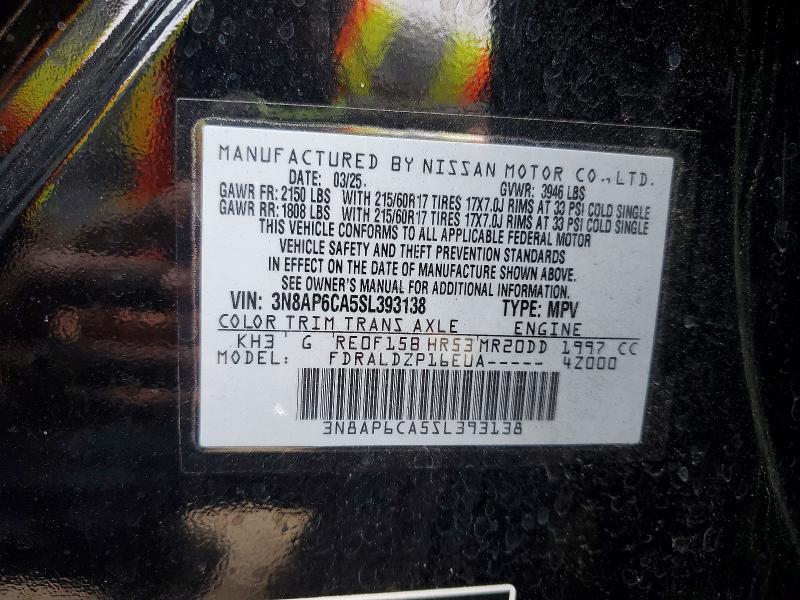 MANUFACTURED BY NISSAN MOTOR CO., LTD.
DATE: 03/25. GVWR: 3946 LBS
GAWR FR: 2150 LBS WITH 215/60R17 TIRES 17X7.0J RIMS AT 33 PSI COLD SINGLE
GAWR RR: 1808 LBS WITH 215/60R17 TIRES 17X7.0J RIMS AT 33 PSI COLD SINGLE
THIS VEHICLE CONFORMS TO ALL APPLICABLE FEDERAL MOTOR
VEHICLE SAFETY AND THEFT PREVENTION STANDARDS
IN EFFECT ON THE DATE OF MANUFACTURE SHOWN ABOVE.
SEE OWNER'S MANUAL FOR ADDITIONAL INFORMATION.
VIN: 3N8AP6CA5SL393138 TYPE: MPV
COLOR TRIM TRANS AXLE ENGINE
KH3 G RE0F15B HR53 MR20DD 1997 CC
MODEL: FDRALDZP16EUA----- 4Z000
3N8AP6CA5SL393138